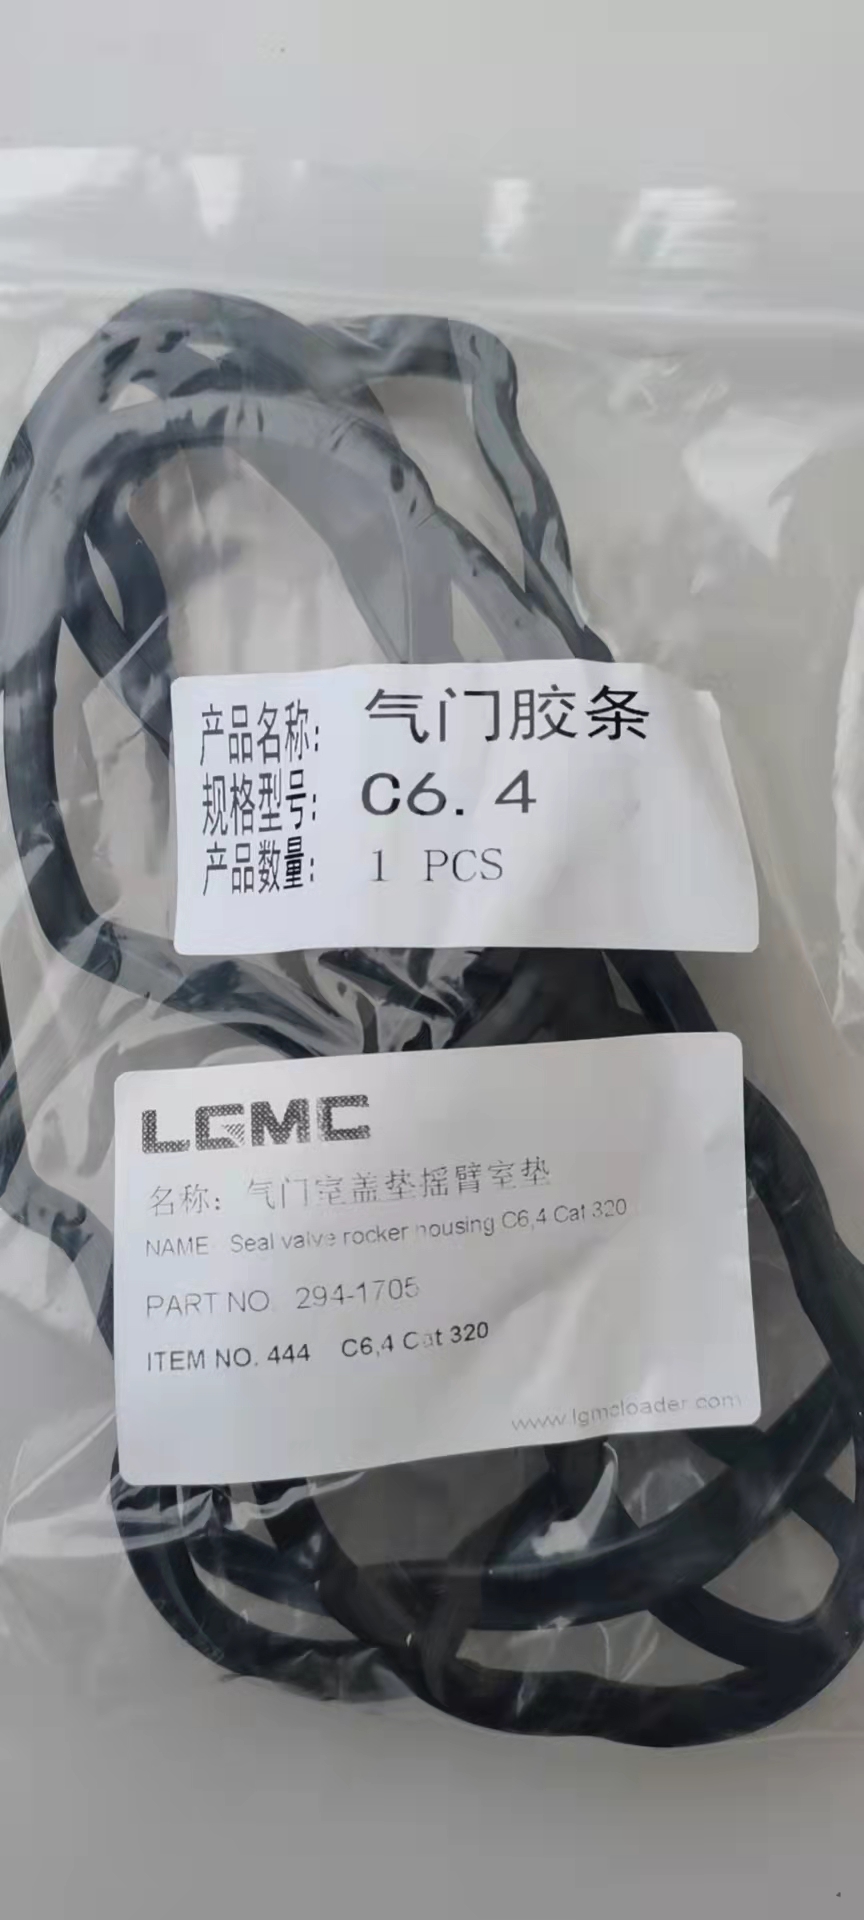 产品名称： 气门胶条
规格型号： C6.4
产品数量： 1 PCS
LGMC
名称：气门室盖垫摇臂室垫
NAME Seal valve rocker housing C6,4 Cat 320
PART NO. 294-1705
ITEM NO. 444 C6,4 Cat 320
www.lgmcloader.com